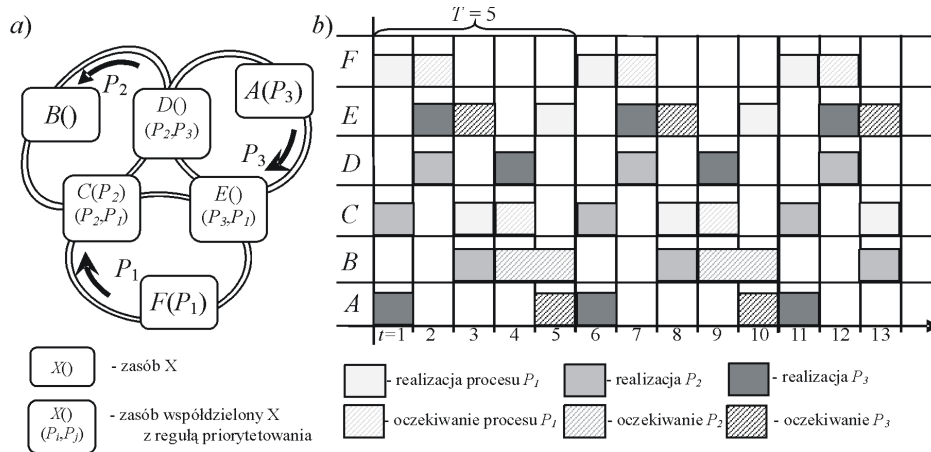 a)
P₂
B()
D()
(P₂,P₃)
A(P₃)
P₃
C(P₂)
(P₂,P₁)
E()
(P₃,P₁)
P₁
F(P₁)
X()
- zasób X
X()
(Pᵢ,Pⱼ)
- zasób współdzielony X
z regułą priorytetowania
b)
T = 5
F
E
D
C
B
A
t=1 2 3 4 5 6 7 8 9 10 11 12 13
- realizacja procesu P₁ - realizacja P₂ - realizacja P₃
- oczekiwanie procesu P₁ - oczekiwanie P₂ - oczekiwanie P₃